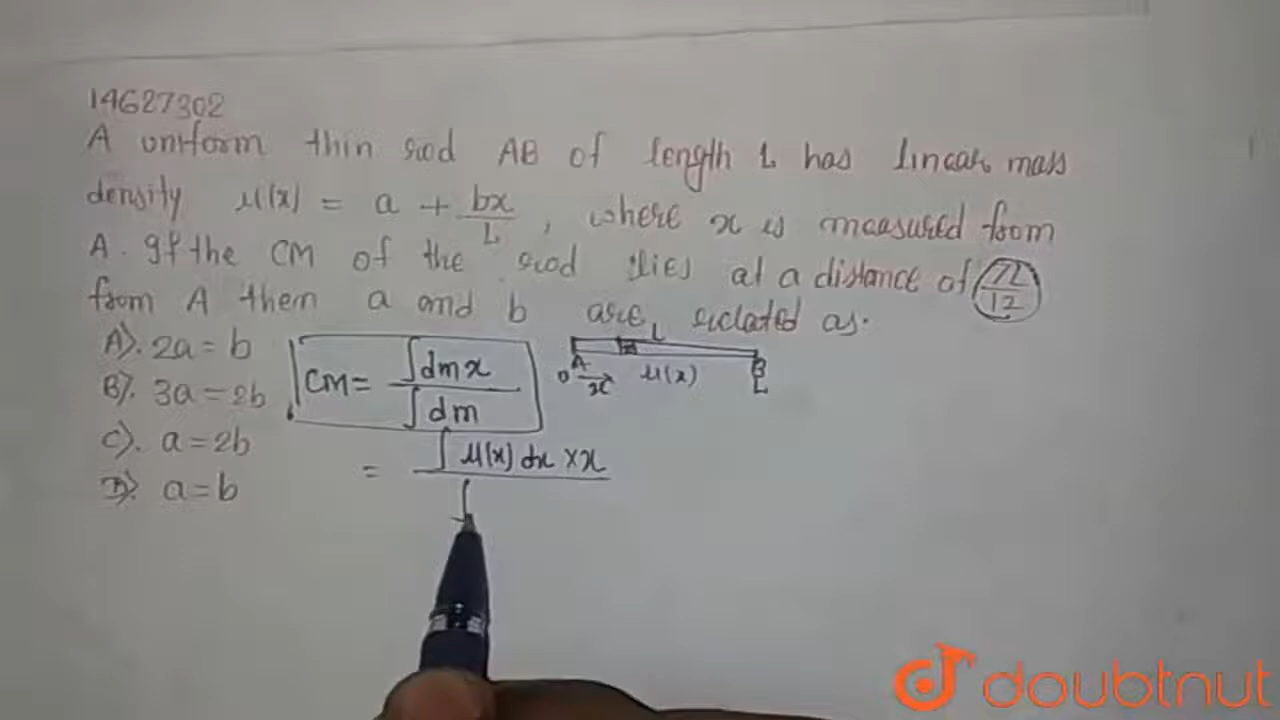 14627302
A uniform thin rod AB of length L has linear mass
density μ(x) = a + bx/L, where x is measured from
A. If the CM of the rod lies at a distance of 7L/12
from A then a and b are related as.
A). 2a = b
B). 3a = 2b
C). a = 2b
D). a = b
CM = ∫dm x / ∫dm
L
A B
0 x μ(x) L
= ∫ μ(x) dx × x
∫
doubtnut